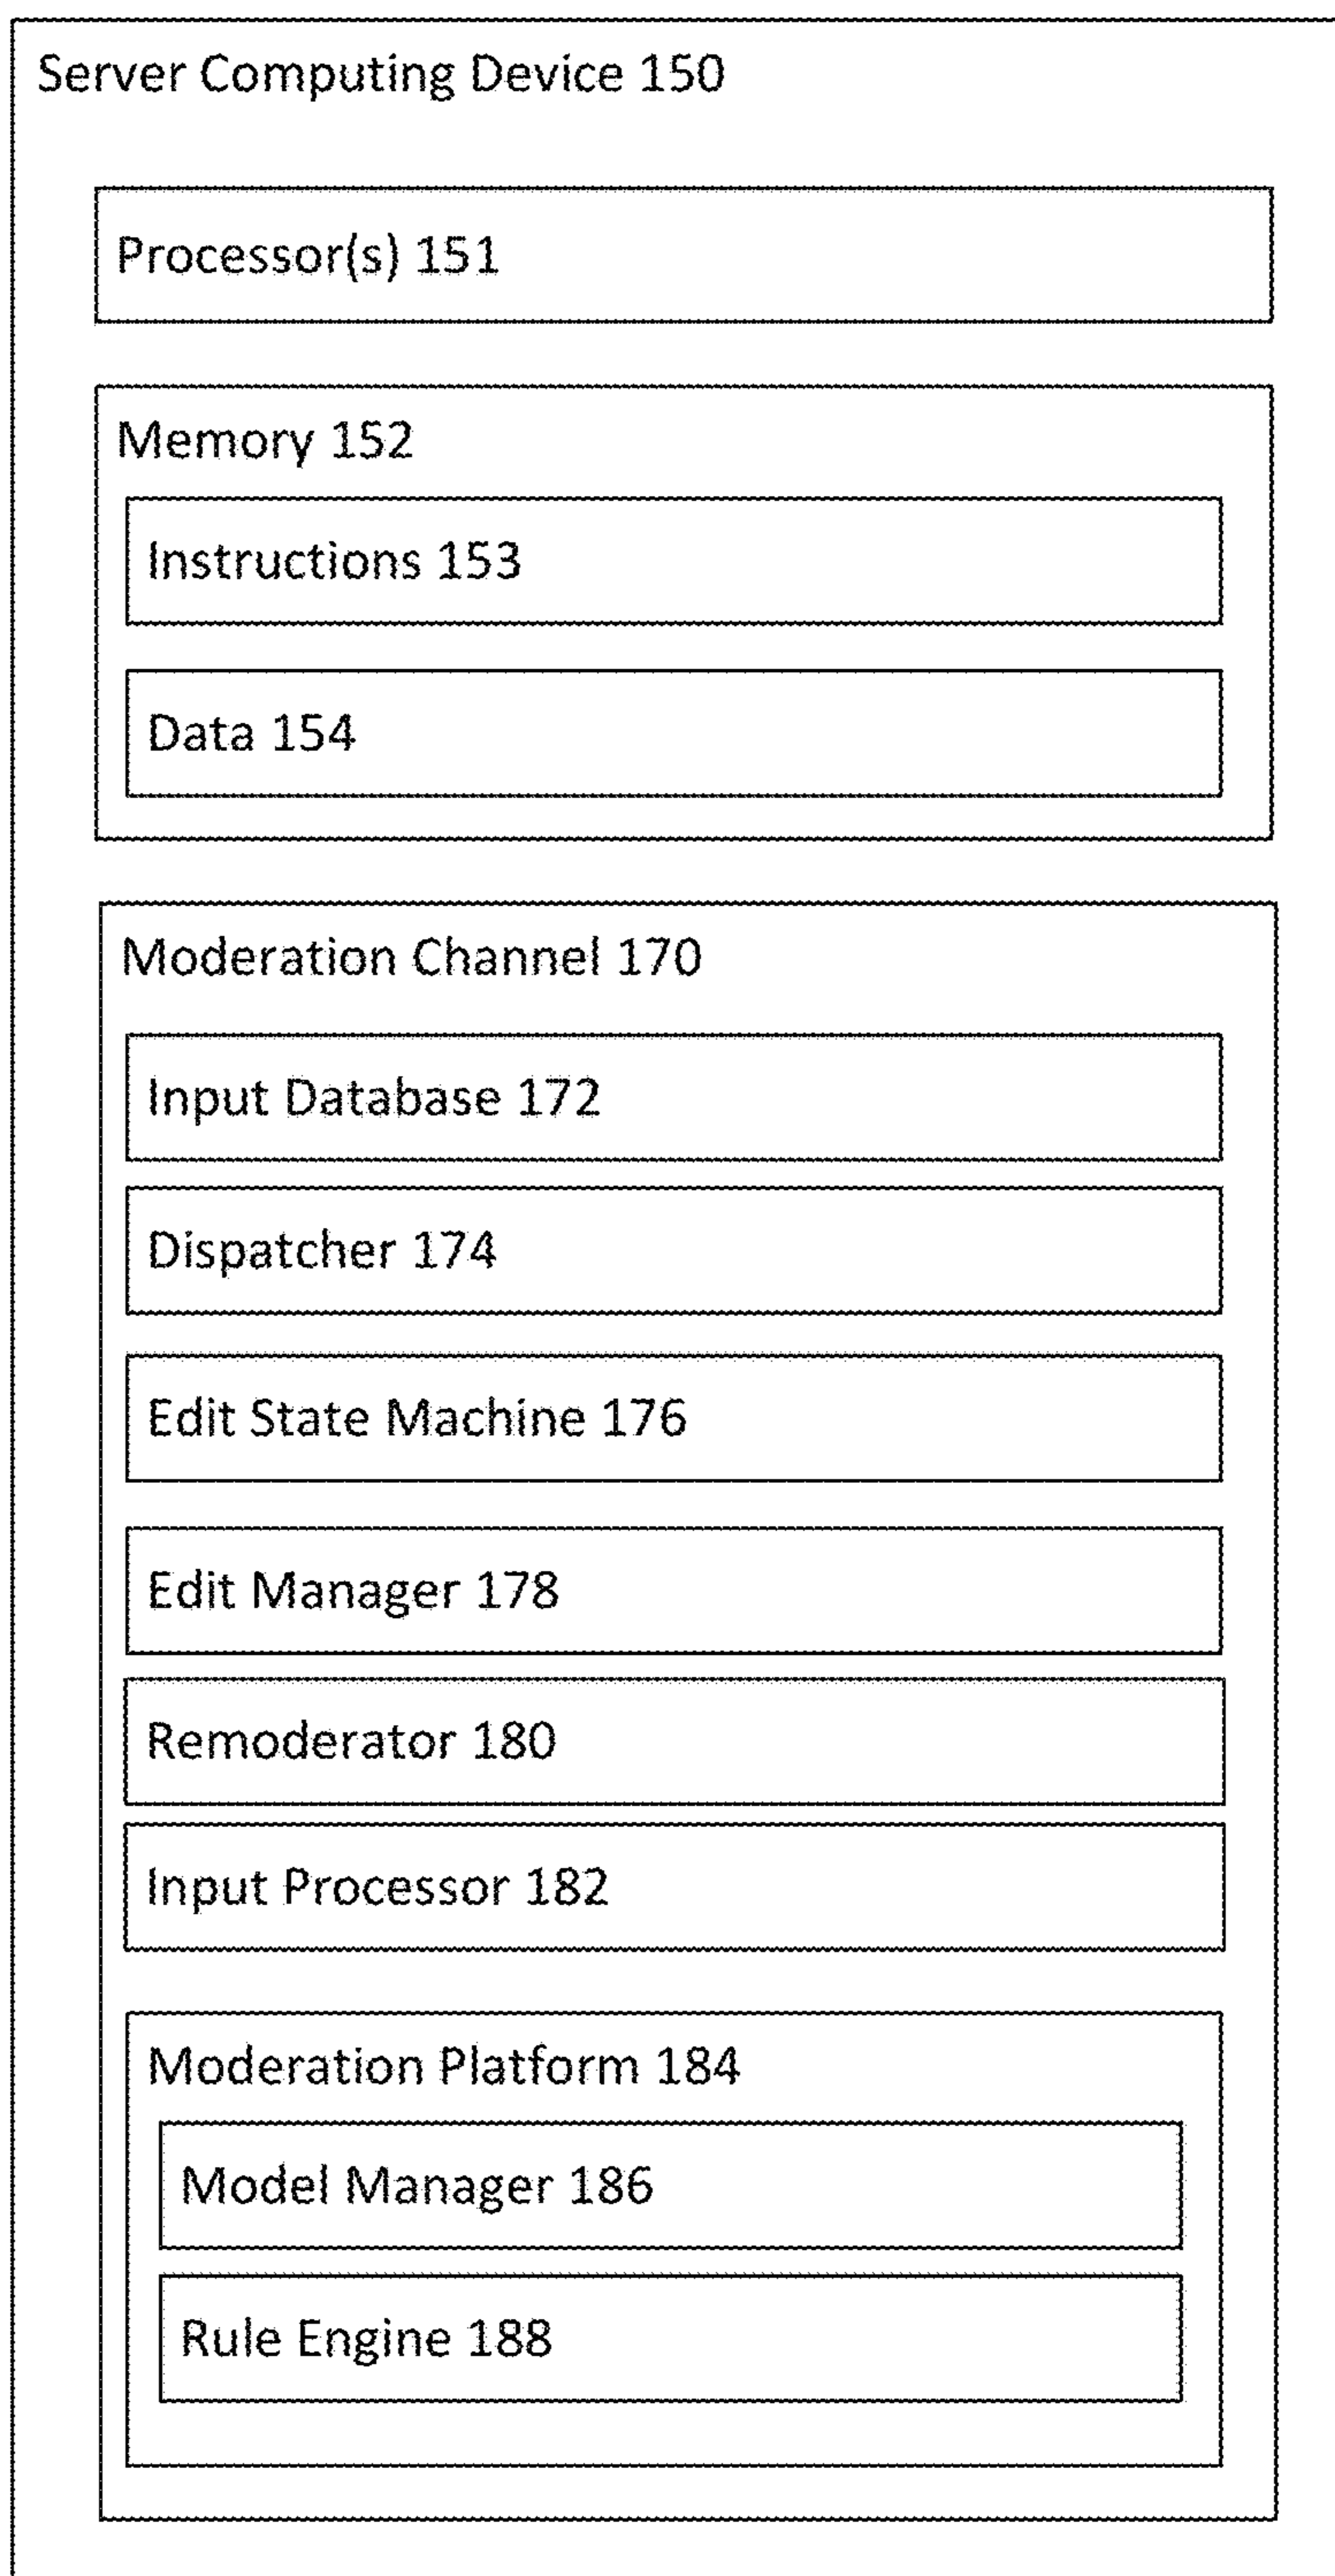 Server Computing Device 150
Processor(s) 151
Memory 152
Instructions 153
Data 154
Moderation Channel 170
Input Database 172
Dispatcher 174
Edit State Machine 176
Edit Manager 178
Remoderator 180
Input Processor 182
Moderation Platform 184
Model Manager 186
Rule Engine 188